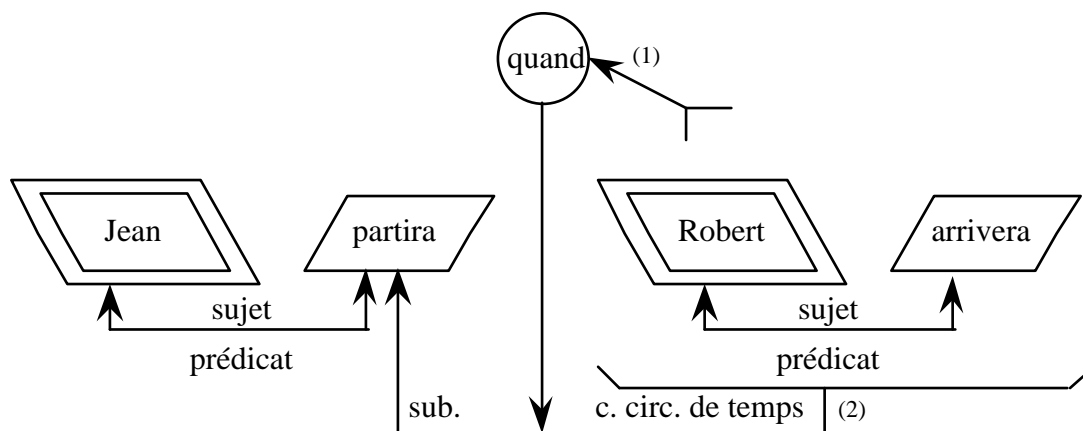 quand (1)
Jean partira Robert arrivera
sujet sujet
prédicat prédicat
sub. c. circ. de temps (2)